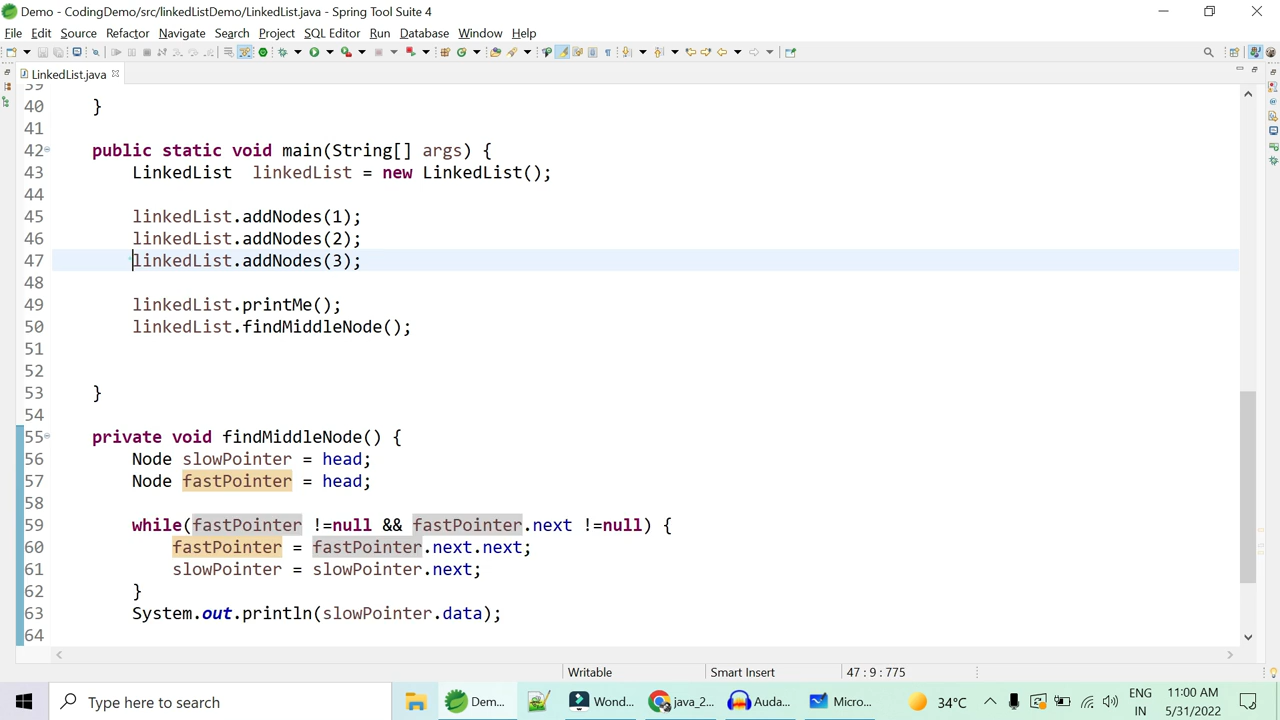 Demo - CodingDemo/src/linkedListDemo/LinkedList.java - Spring Tool Suite 4
File Edit Source Refactor Navigate Search Project SQL Editor Run Database Window Help
LinkedList.java
39
40 }
41
42 public static void main(String[] args) {
43 LinkedList linkedList = new LinkedList();
44
45 linkedList.addNodes(1);
46 linkedList.addNodes(2);
47 linkedList.addNodes(3);
48
49 linkedList.printMe();
50 linkedList.findMiddleNode();
51
52
53 }
54
55 private void findMiddleNode() {
56 Node slowPointer = head;
57 Node fastPointer = head;
58
59 while(fastPointer !=null && fastPointer.next !=null) {
60 fastPointer = fastPointer.next.next;
61 slowPointer = slowPointer.next;
62 }
63 System.out.println(slowPointer.data);
64
Writable Smart Insert 47 : 9 : 775
Type here to search Dem... Wond... java_2... Auda... Micro... 34°C ENG IN 11:00 AM 5/31/2022